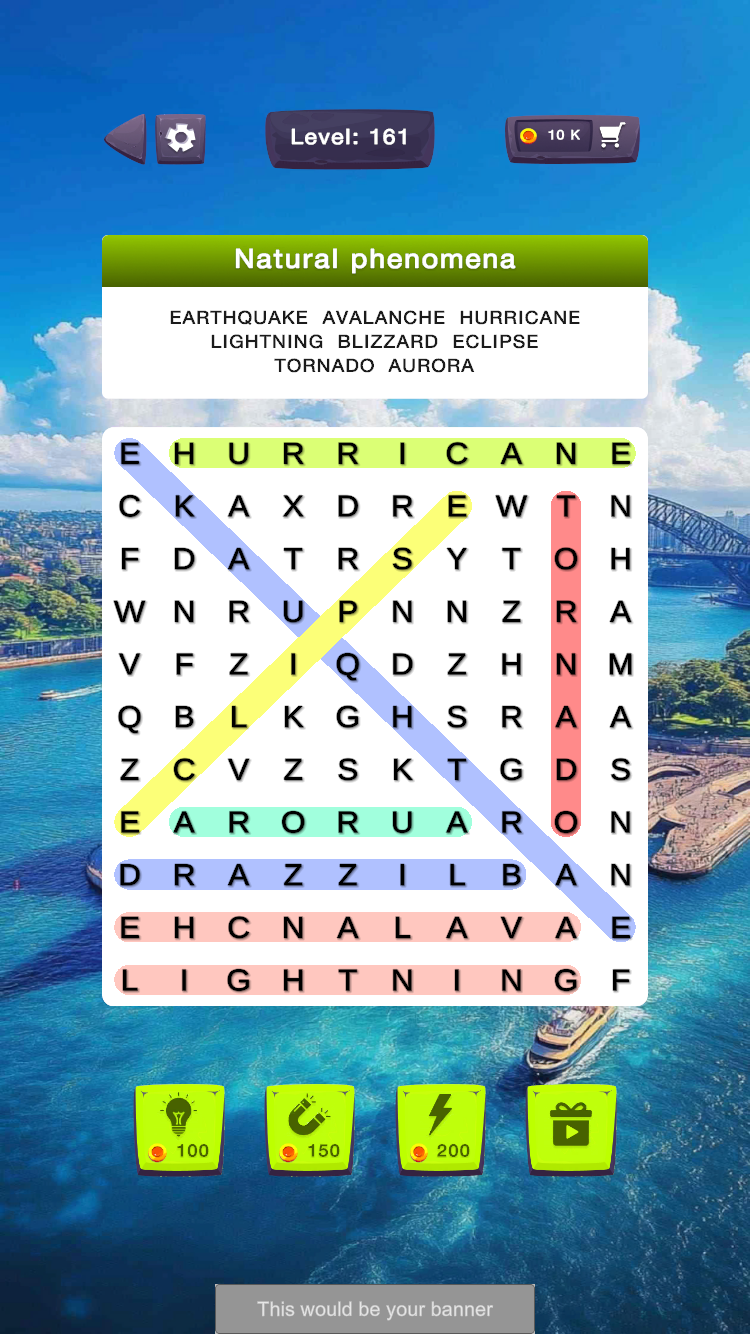 Level: 161
10 K
Natural phenomena
EARTHQUAKE AVALANCHE HURRICANE
LIGHTNING BLIZZARD ECLIPSE
TORNADO AURORA
E H U R R I C A N E
C K A X D R E W T N
F D A T R S Y T O H
W N R U P N N Z R A
V F Z I Q D Z H N M
Q B L K G H S R A A
Z C V Z S K T G D S
E A R O R U A R O N
D R A Z Z I L B A N
E H C N A L A V A E
L I G H T N I N G F
100
150
200
This would be your banner